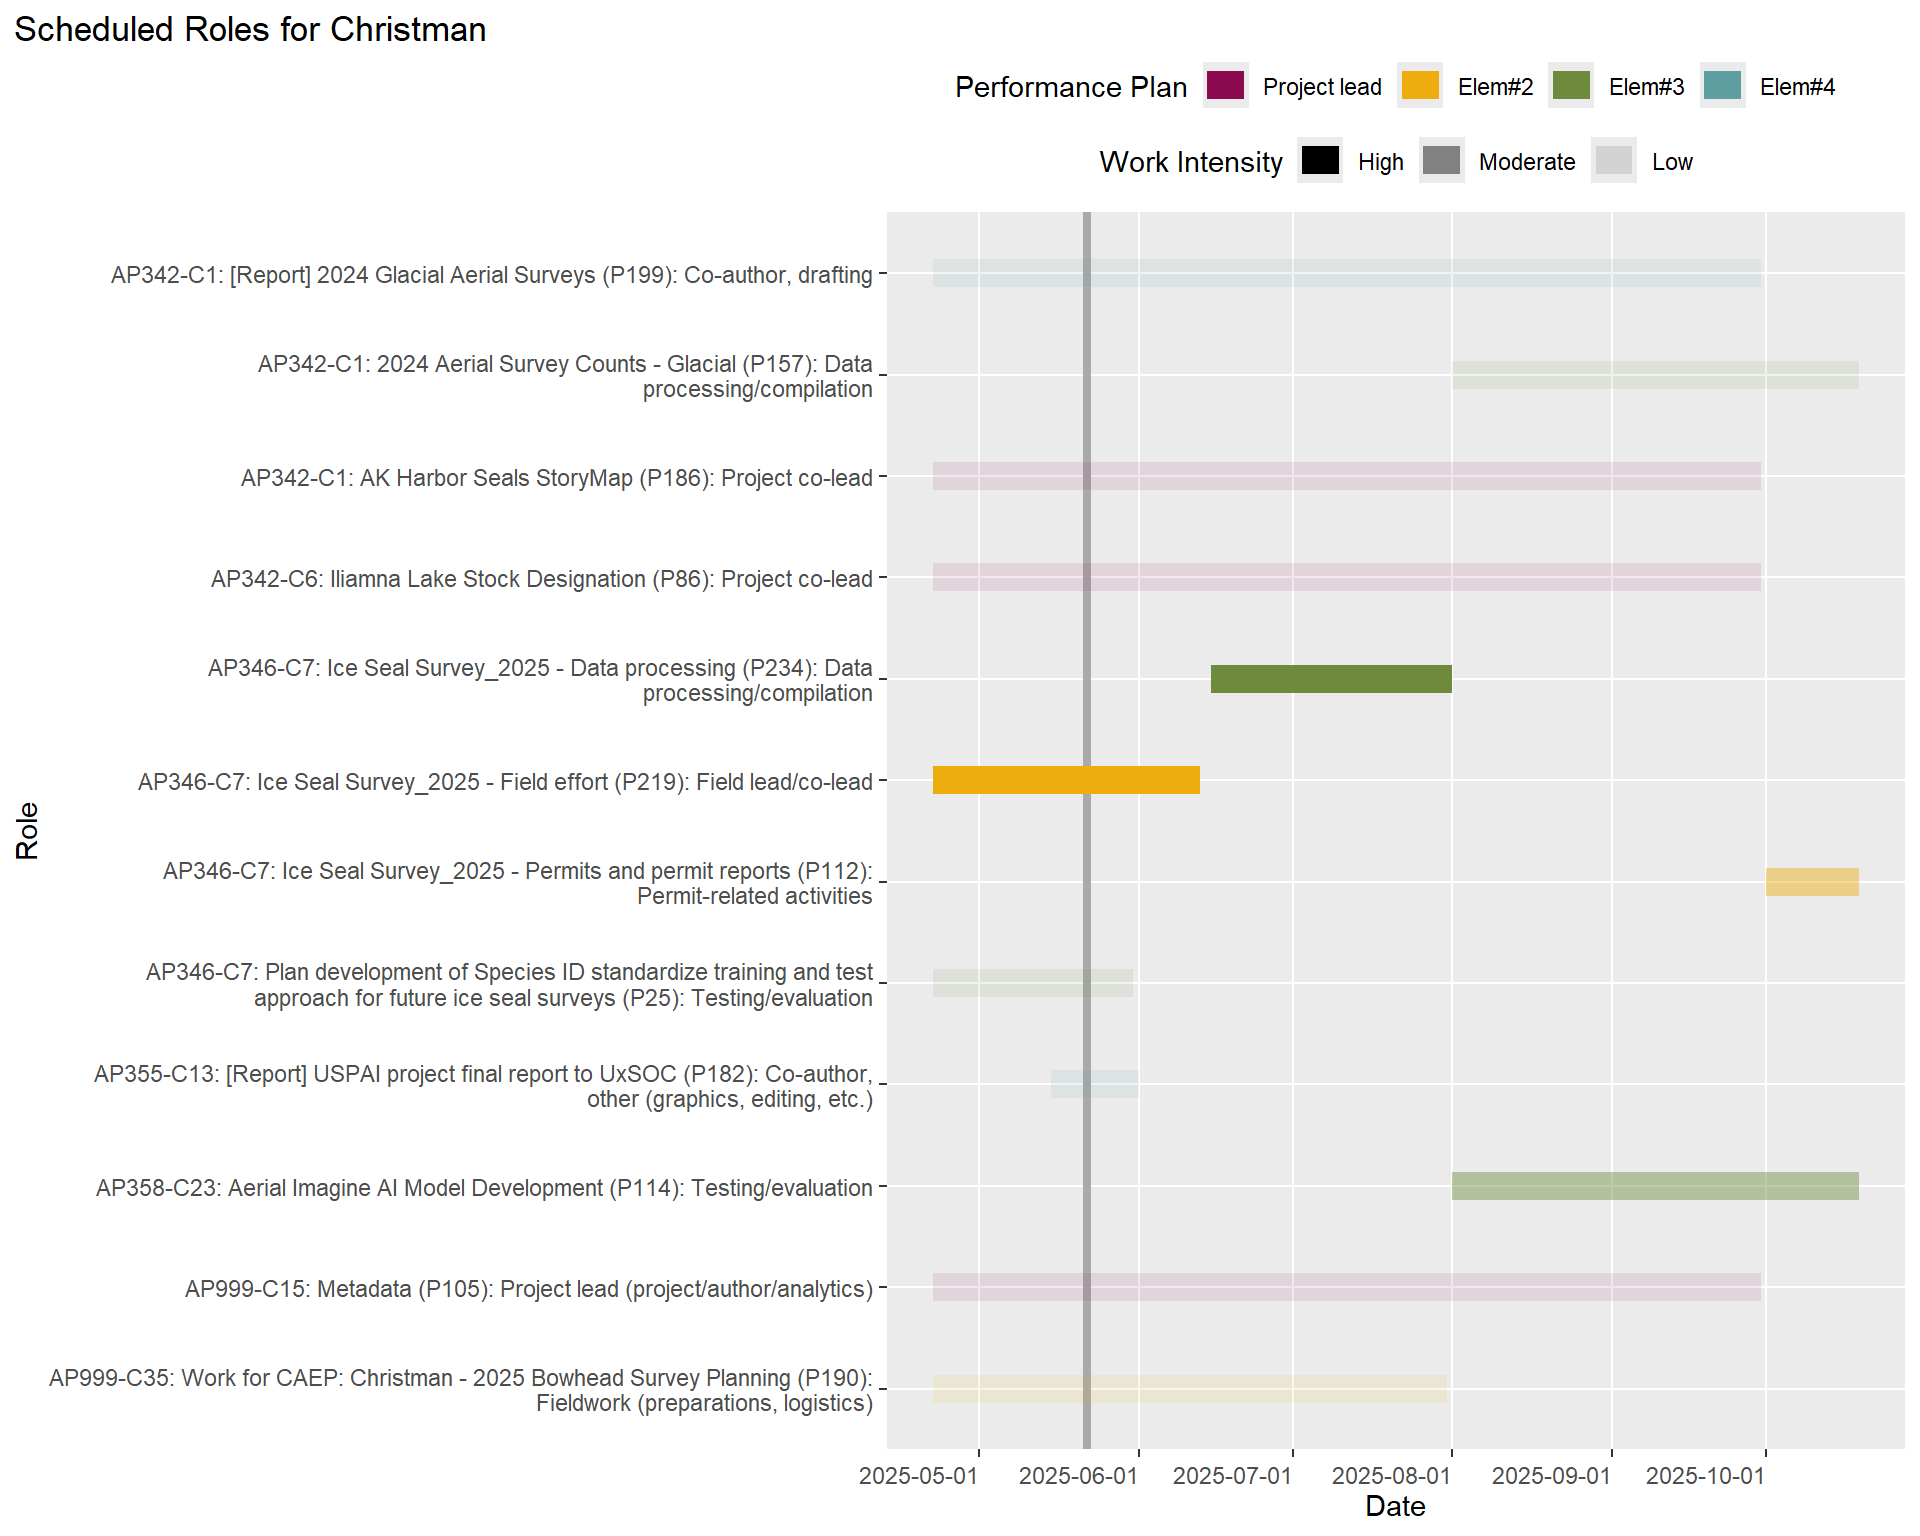 Scheduled Roles for Christman
Performance Plan Project lead Elem#2 Elem#3 Elem#4
Work Intensity High Moderate Low
AP342-C1: [Report] 2024 Glacial Aerial Surveys (P199): Co-author, drafting
AP342-C1: 2024 Aerial Survey Counts - Glacial (P157): Data
processing/compilation
AP342-C1: AK Harbor Seals StoryMap (P186): Project co-lead
AP342-C6: Iliamna Lake Stock Designation (P86): Project co-lead
AP346-C7: Ice Seal Survey_2025 - Data processing (P234): Data
processing/compilation
AP346-C7: Ice Seal Survey_2025 - Field effort (P219): Field lead/co-lead
AP346-C7: Ice Seal Survey_2025 - Permits and permit reports (P112):
Permit-related activities
AP346-C7: Plan development of Species ID standardize training and test
approach for future ice seal surveys (P25): Testing/evaluation
AP355-C13: [Report] USPAI project final report to UxSOC (P182): Co-author,
other (graphics, editing, etc.)
AP358-C23: Aerial Imagine AI Model Development (P114): Testing/evaluation
AP999-C15: Metadata (P105): Project lead (project/author/analytics)
AP999-C35: Work for CAEP: Christman - 2025 Bowhead Survey Planning (P190):
Fieldwork (preparations, logistics)
Role
2025-05-01 2025-06-01 2025-07-01 2025-08-01 2025-09-01 2025-10-01
Date